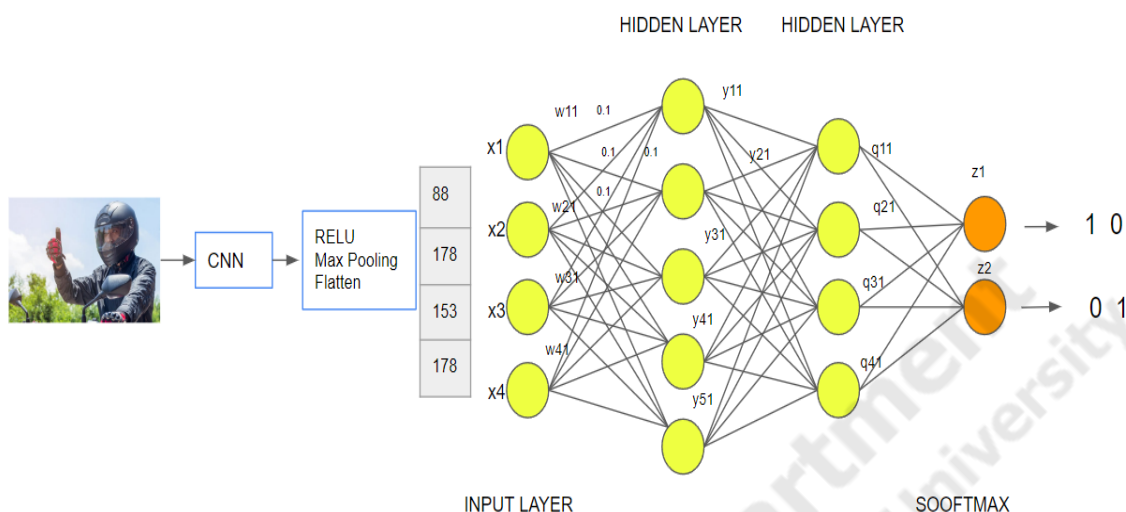 HIDDEN LAYER
HIDDEN LAYER
w11
0.1
y11
x1
0.1
0.1
y21
q11
z1
88
0.1
CNN
RELU
Max Pooling
Flatten
x2
w21
q21
1 0
178
y31
z2
w31
q31
153
x3
0 1
y41
w41
q41
178
x4
y51
INPUT LAYER
SOOFTMAX
University